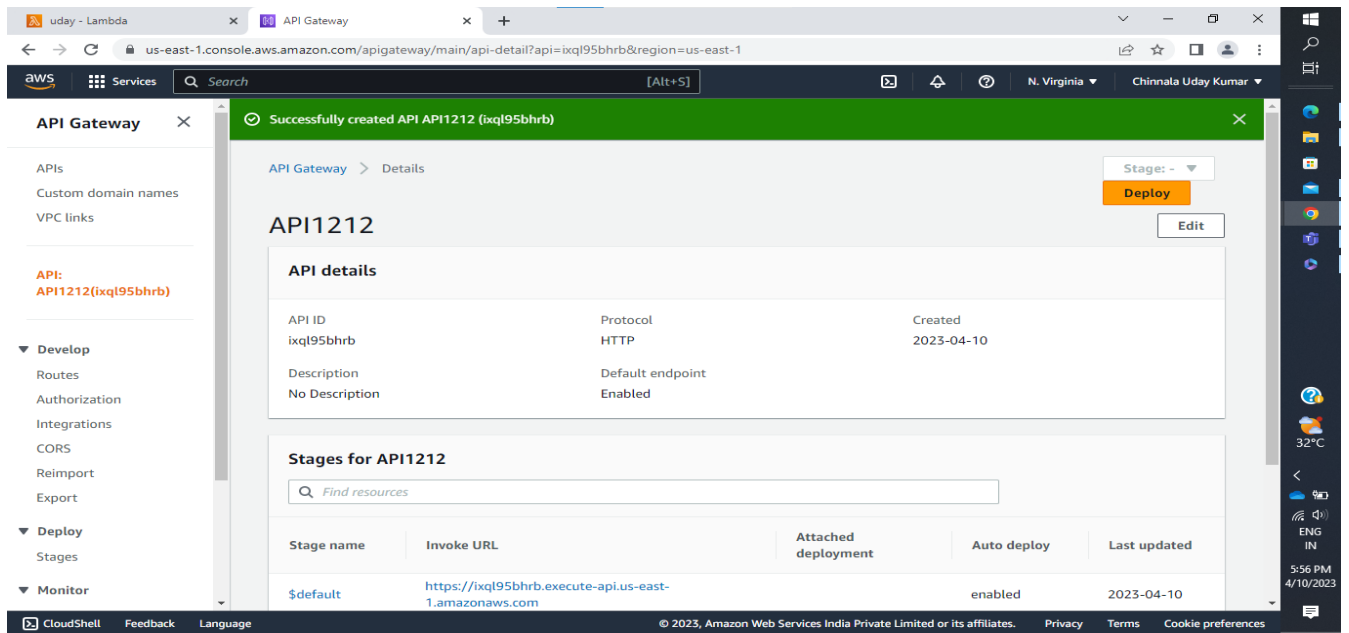 uday - Lambda
API Gateway
us-east-1.console.aws.amazon.com/apigateway/main/api-detail?api=ixql95bhrb&region=us-east-1
aws
Services
Search
[Alt+S]
N. Virginia
Chinnala Uday Kumar
API Gateway
APIs
Custom domain names
VPC links
API:
API1212(ixql95bhrb)
Develop
Routes
Authorization
Integrations
CORS
Reimport
Export
Deploy
Stages
Monitor
Successfully created API API1212 (ixql95bhrb)
API Gateway
Details
Stage: -
Deploy
API1212
Edit
API details
API ID
ixql95bhrb
Protocol
HTTP
Created
2023-04-10
Description
No Description
Default endpoint
Enabled
Stages for API1212
Find resources
Stage name
Invoke URL
Attached
deployment
Auto deploy
Last updated
$default
https://ixql95bhrb.execute-api.us-east-
1.amazonaws.com
enabled
2023-04-10
CloudShell
Feedback
Language
© 2023, Amazon Web Services India Private Limited or its affiliates.
Privacy
Terms
Cookie preferences
32°C
ENG
IN
5:56 PM
4/10/2023